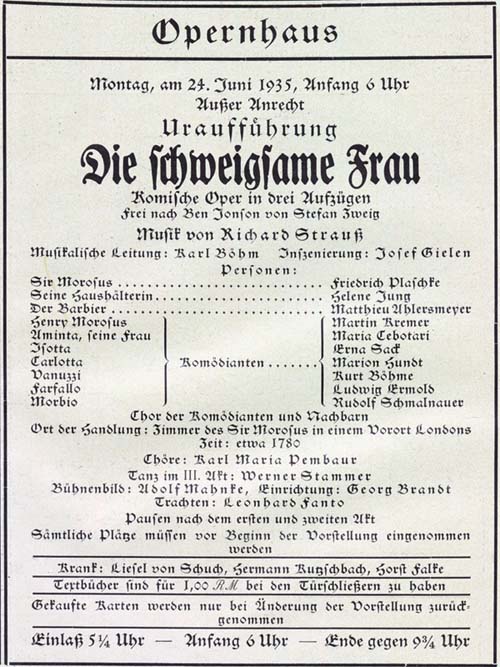 Opernhaus
Montag, am 24. Juni 1935, Anfang 6 Uhr
Außer Anrecht
Uraufführung
Die schweigsame Frau
Komische Oper in drei Aufzügen
Frei nach Ben Jonson von Stefan Zweig
Musik von Richard Strauß
Musikalische Leitung: Karl Böhm Inszenierung: Josef Gielen
Personen:
Sir Morosus . . . . . . . . . . . . . . . . . . . . . . Friedrich Plaschke
Seine Haushälterin . . . . . . . . . . . . . . . . . . Helene Jung
Der Barbier . . . . . . . . . . . . . . . . . . . . . . Matthieu Ahlersmeyer
Henry Morosus Martin Kremer
Aminta, seine Frau Maria Cebotari
Isotta Erna Sack
Carlotta Komödianten . . . . . . . Marion Hundt
Vanuzzi Kurt Böhme
Farfallo Ludwig Ermold
Morbio Rudolf Schmalnauer
Chor der Komödianten und Nachbarn
Ort der Handlung: Zimmer des Sir Morosus in einem Vorort Londons
Zeit: etwa 1780
Chöre: Karl Maria Pembaur
Tanz im III. Akt: Werner Stammer
Bühnenbild: Adolf Mahnke, Einrichtung: Georg Brandt
Trachten: Leonhard Fanto
Pausen nach dem ersten und zweiten Akt
Sämtliche Plätze müssen vor Beginn der Vorstellung eingenommen
werden
Krank: Liesel von Schuch, Hermann Kutzschbach, Horst Falke
Textbücher sind für 1,00 RM bei den Türschließern zu haben
Gekaufte Karten werden nur bei Änderung der Vorstellung zurück-
genommen
Einlaß 5¼ Uhr — Anfang 6 Uhr — Ende gegen 9¾ Uhr